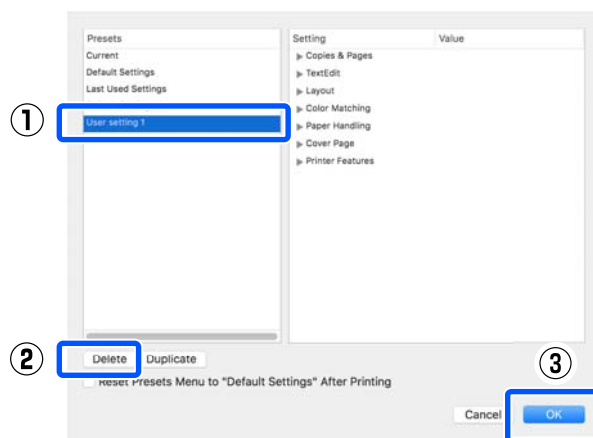 Presets
Current
Default Settings
Last Used Settings
User setting 1
Setting Value
Copies & Pages
TextEdit
Layout
Color Matching
Paper Handling
Cover Page
Printer Features
①
②
Delete Duplicate
Reset Presets Menu to "Default Settings" After Printing
③
Cancel OK